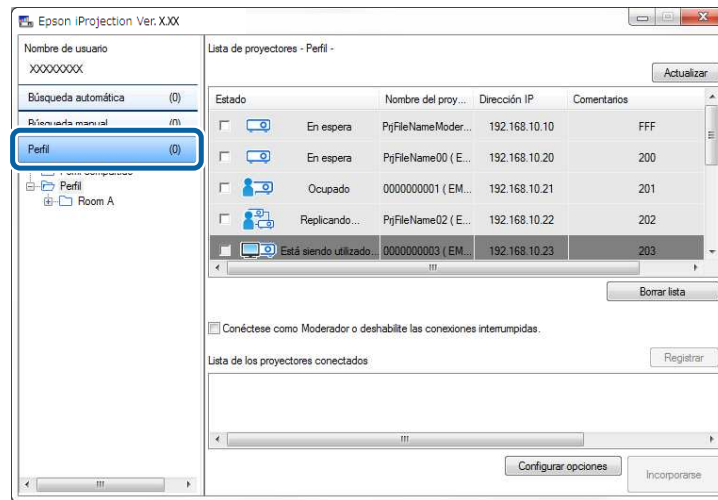 Epson iProjection Ver. X.XX
Nombre de usuario
XXXXXXXX
Búsqueda automática (0)
Búsqueda manual (0)
Perfil (0)
Perfil compartido
Perfil
Room A
Lista de proyectores - Perfil -
Actualizar
Estado Nombre del proy... Dirección IP Comentarios
En espera PrjFileNameModer... 192.168.10.10 FFF
En espera PrjFileName00 ( E... 192.168.10.20 200
Ocupado 0000000001 ( EM... 192.168.10.21 201
Replicando... PrjFileName02 ( E... 192.168.10.22 202
Está siendo utilizado... 0000000003 ( EM... 192.168.10.23 203
Borrar lista
Conéctese como Moderador o deshabilite las conexiones interrumpidas.
Lista de los proyectores conectados
Registrar
Configurar opciones
Incorporarse